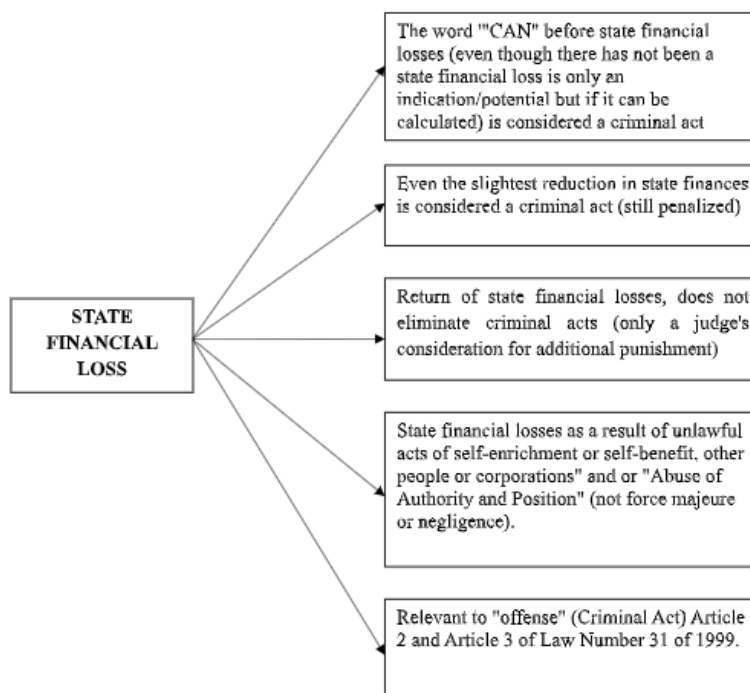 The word '"CAN" before state financial
losses (even though there has not been a
state financial loss is only an
indication/potential but if it can be
calculated) is considered a criminal act
Even the slightest reduction in state finances
is considered a criminal act (still penalized)
STATE
FINANCIAL
LOSS
Return of state financial losses, does not
eliminate criminal acts (only a judge's
consideration for additional punishment)
State financial losses as a result of unlawful
acts of self-enrichment or self-benefit, other
people or corporations" and or "Abuse of
Authority and Position" (not force majeure
or negligence).
Relevant to "offense" (Criminal Act) Article
2 and Article 3 of Law Number 31 of 1999.